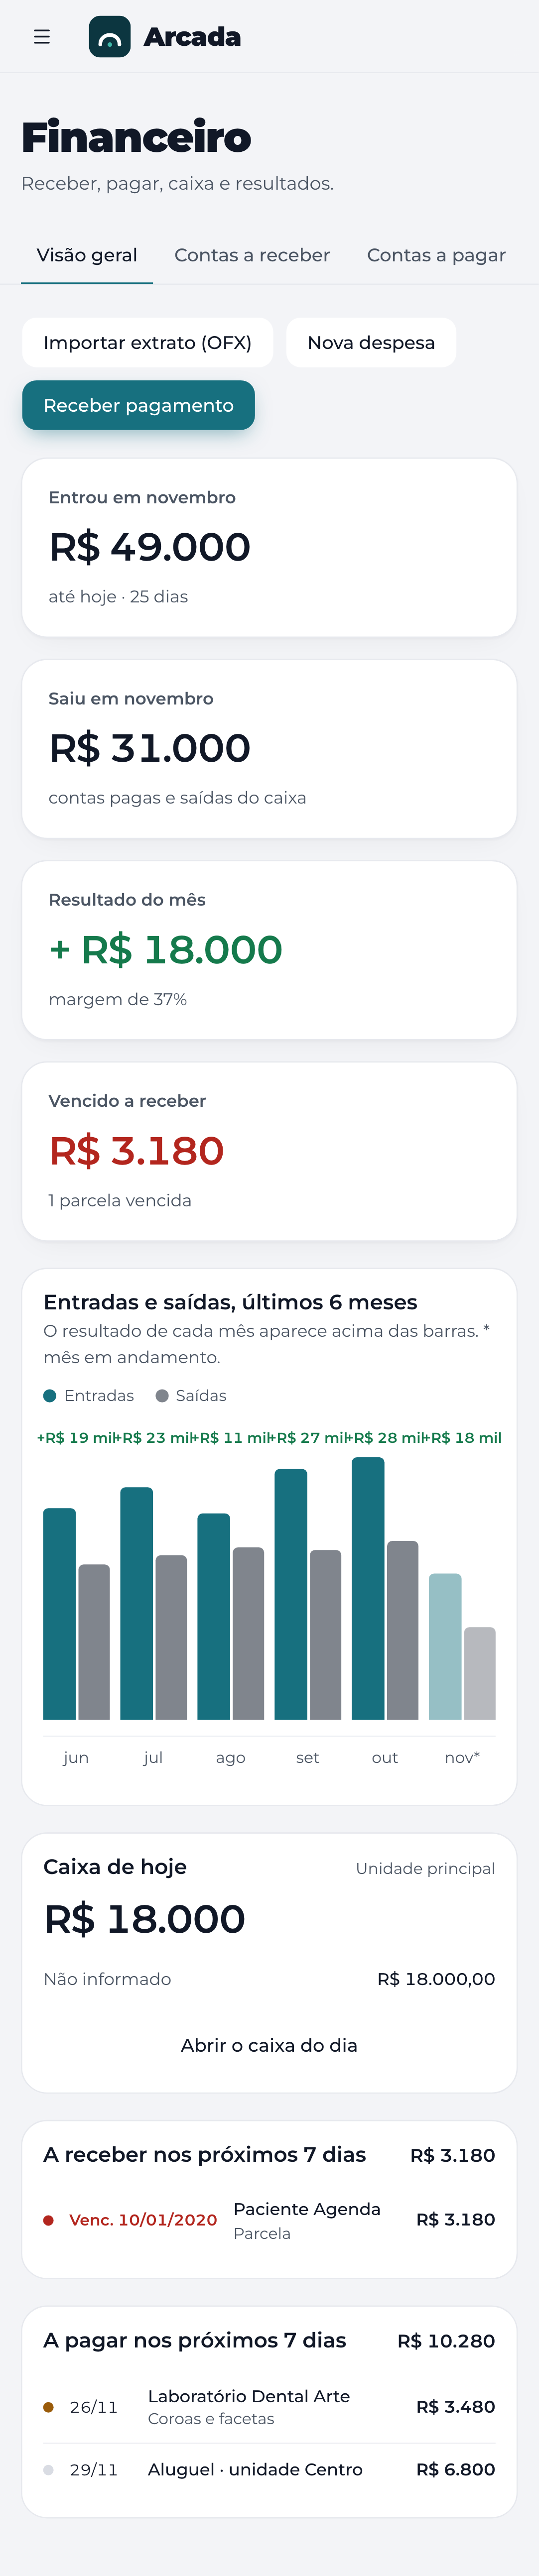 Arcada
Financeiro
Receber, pagar, caixa e resultados.
Visão geral
Contas a receber
Contas a pagar
Importar extrato (OFX)
Nova despesa
Receber pagamento
Entrou em novembro
R$ 49.000
até hoje · 25 dias
Saiu em novembro
R$ 31.000
contas pagas e saídas do caixa
Resultado do mês
+ R$ 18.000
margem de 37%
Vencido a receber
R$ 3.180
1 parcela vencida
Entradas e saídas, últimos 6 meses
O resultado de cada mês aparece acima das barras. *
mês em andamento.
Entradas
Saídas
+R$ 19 mil
+R$ 23 mil
+R$ 11 mil
+R$ 27 mil
+R$ 28 mil
+R$ 18 mil
jun
jul
ago
set
out
nov*
Caixa de hoje
Unidade principal
R$ 18.000
Não informado
R$ 18.000,00
Abrir o caixa do dia
A receber nos próximos 7 dias
R$ 3.180
Venc. 10/01/2020
Paciente Agenda
Parcela
R$ 3.180
A pagar nos próximos 7 dias
R$ 10.280
26/11
Laboratório Dental Arte
Coroas e facetas
R$ 3.480
29/11
Aluguel · unidade Centro
R$ 6.800